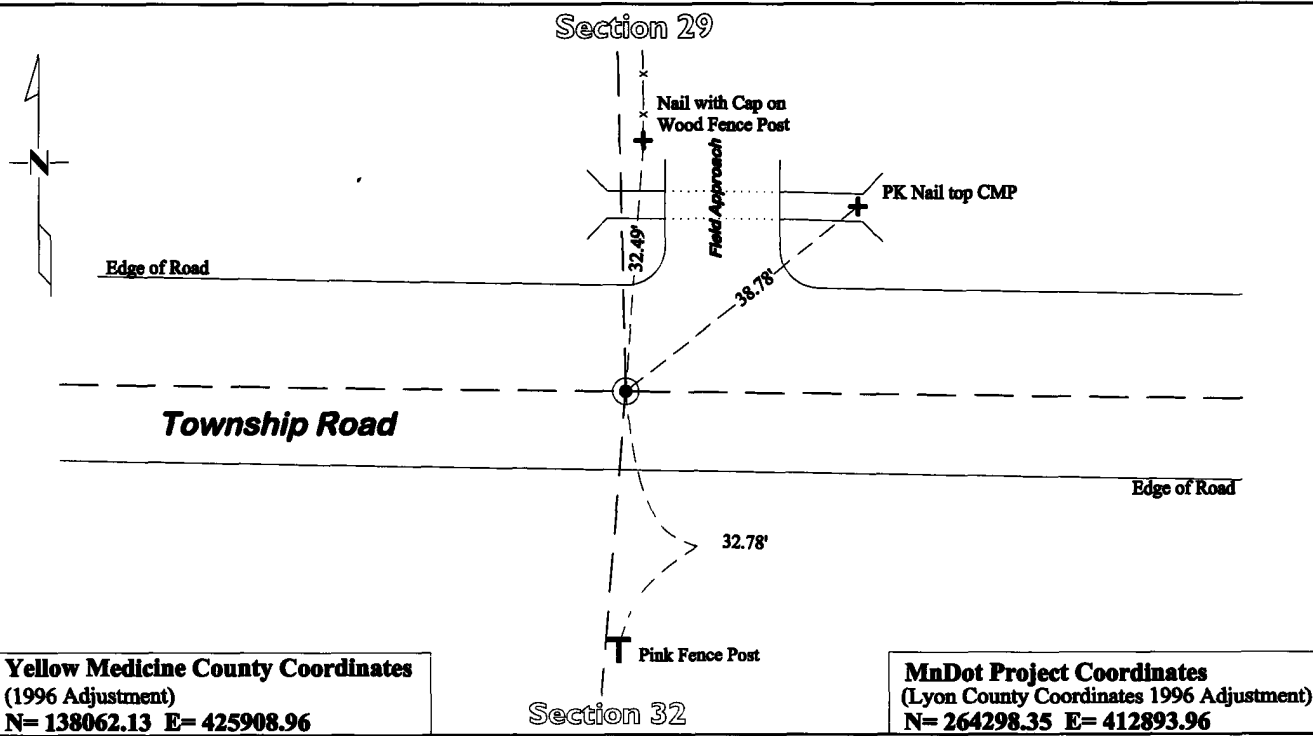 Section 29
N
Nail with Cap on
Wood Fence Post
Field Approach
PK Nail top CMP
32.49'
38.78'
Edge of Road
Township Road
Edge of Road
32.78'
Pink Fence Post
Section 32
Yellow Medicine County Coordinates
(1996 Adjustment)
N= 138062.13 E= 425908.96
MnDot Project Coordinates
(Lyon County Coordinates 1996 Adjustment)
N= 264298.35 E= 412893.96